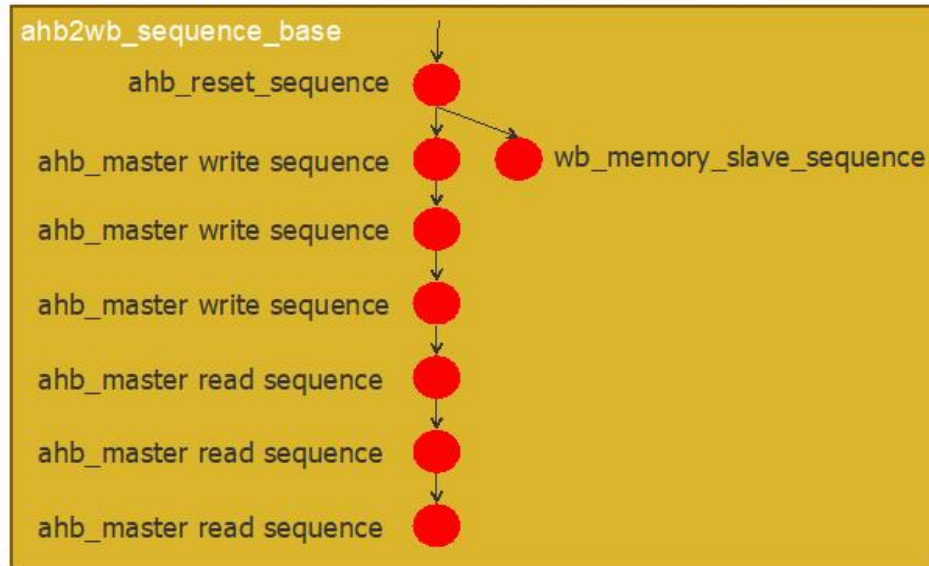 ahb2wb_sequence_base
ahb_reset_sequence
ahb_master write sequence
wb_memory_slave_sequence
ahb_master write sequence
ahb_master write sequence
ahb_master read sequence
ahb_master read sequence
ahb_master read sequence